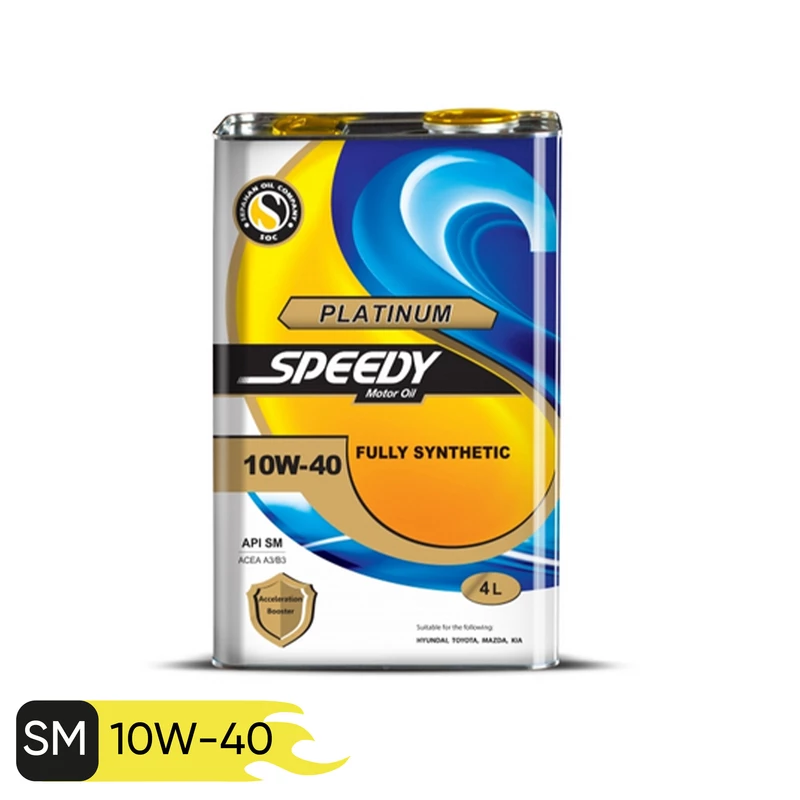 SEPAHAN OIL COMPANY
SOC
PLATINUM
SPEEDY
Motor Oil
10W-40
FULLY SYNTHETIC
API SM
ACEA A3/B3
Acceleration
Booster
4 L
Suitable for the following:
HYUNDAI, TOYOTA, MAZDA, KIA
SM 10W-40